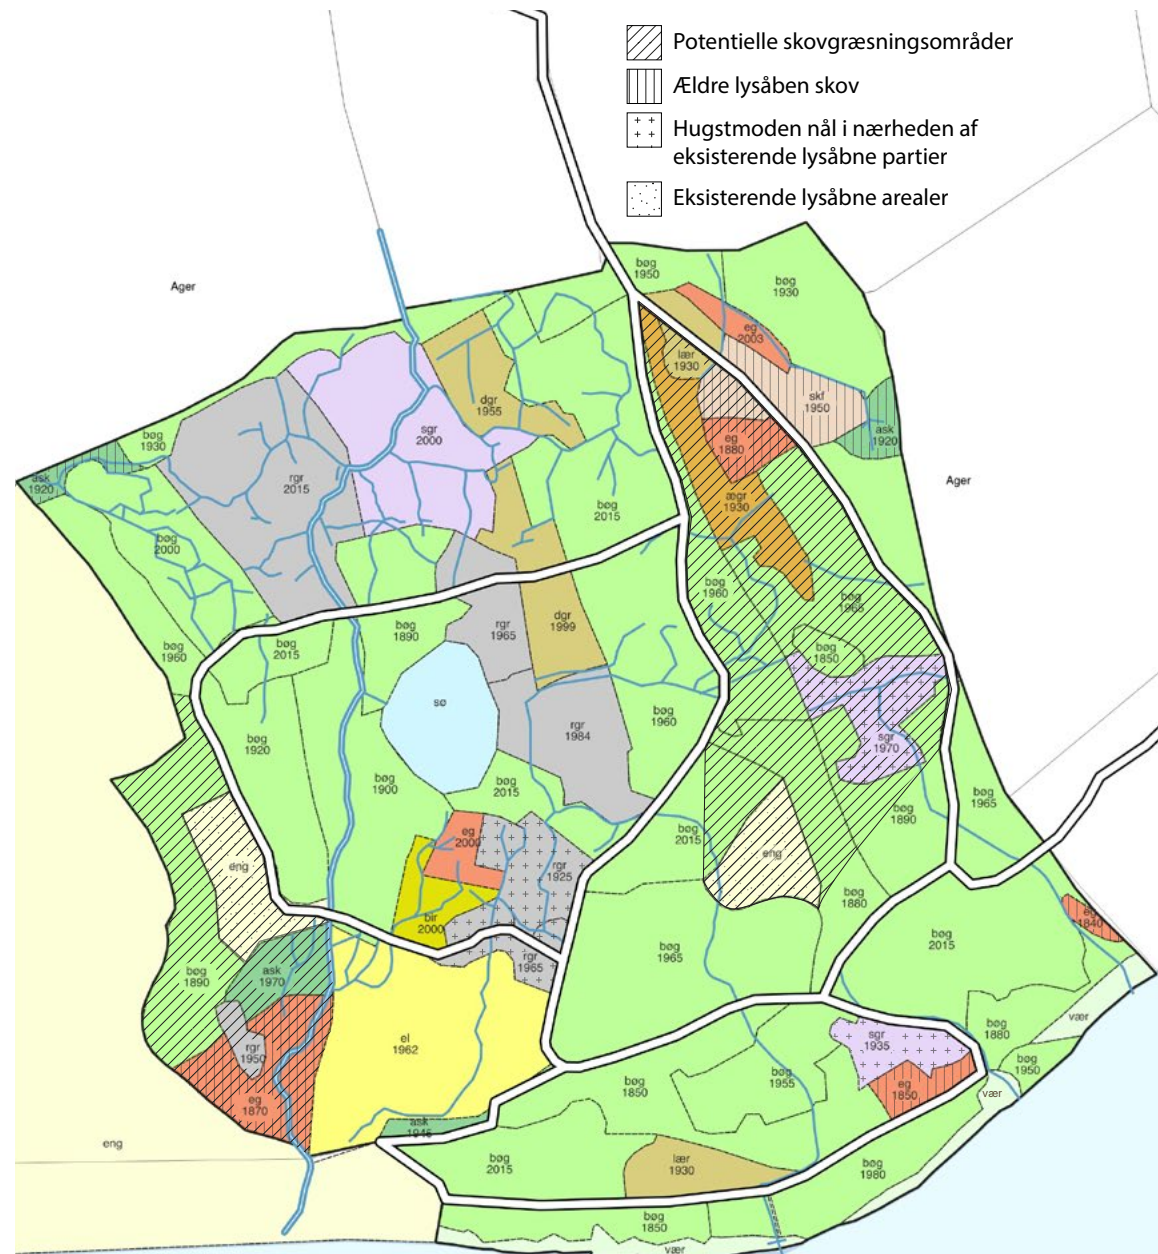 Potentielle skovgræsningsområder
Ældre lysåben skov
Hugstmoden nål i nærheden af
eksisterende lysåbne partier
Eksisterende lysåbne arealer
Ager
bøg
1950
bøg
1930
eg
2003
lær
1930
skf
1950
dgr
1955
sgr
2000
bøg
1930
ask
1920
ask
1920
eg
1880
rgr
2015
Ager
ægr
1930
bøg
2015
bøg
2000
bøg
1960
bøg
1965
dgr
1999
rgr
1965
bøg
1890
bøg
2015
bøg
1960
bøg
1850
sø
bøg
1960
rgr
1984
sgr
1970
bøg
1920
bøg
1900
bøg
2015
bøg
1965
bøg
1890
bøg
2015
eg
2000
eng
eng
rgr
1925
bøg
1880
bir
2000
eg
1840
bøg
2015
bøg
1965
rgr
1965
bøg
1890
ask
1970
vær
bøg
1880
sgr
1935
el
1962
rgr
1950
bøg
1950
bøg
1955
bøg
1850
eg
1850
vær
eg
1870
ask
1945
eng
bøg
2015
lær
1930
bøg
1980
bøg
1850
vær